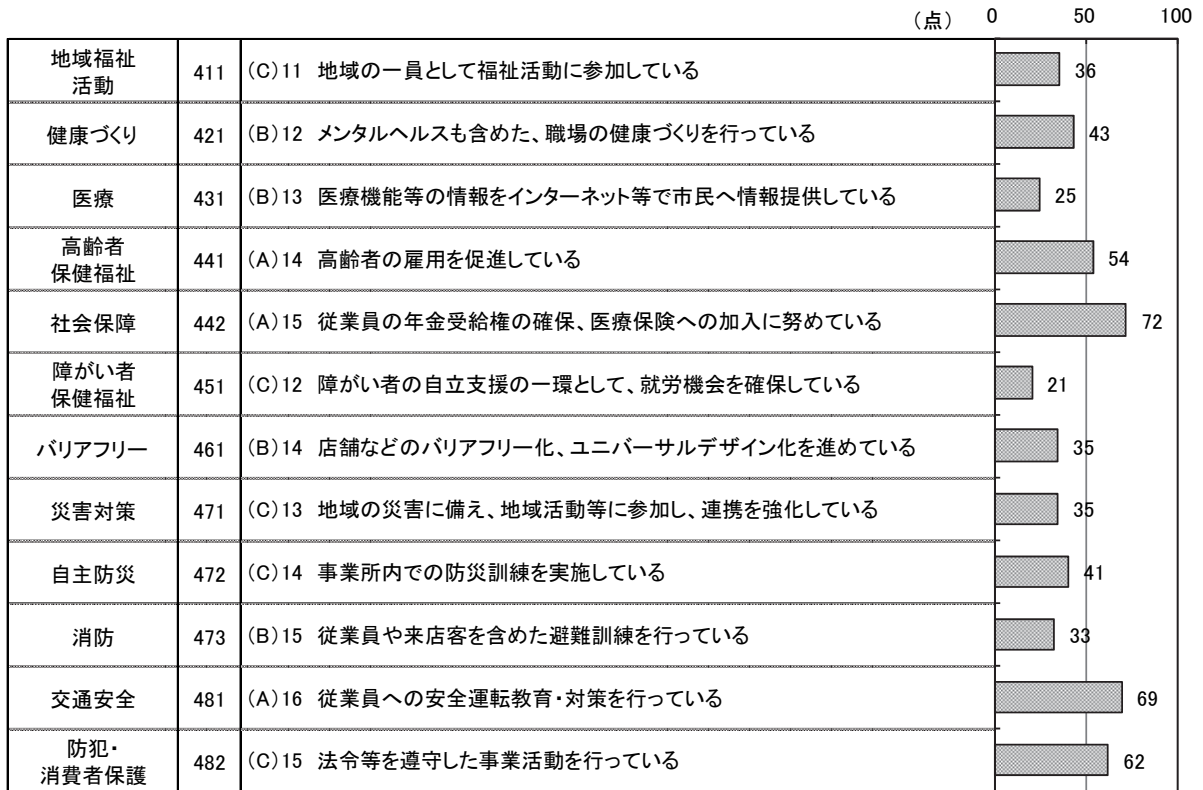 （点） 0 50 100
地域福祉
活動 411 （C）11 地域の一員として福祉活動に参加している 36
健康づくり 421 （B）12 メンタルヘルスも含めた、職場の健康づくりを行っている 43
医療 431 （B）13 医療機能等の情報をインターネット等で市民へ情報提供している 25
高齢者
保健福祉 441 （A）14 高齢者の雇用を促進している 54
社会保障 442 （A）15 従業員の年金受給権の確保、医療保険への加入に努めている 72
障がい者
保健福祉 451 （C）12 障がい者の自立支援の一環として、就労機会を確保している 21
バリアフリー 461 （B）14 店舗などのバリアフリー化、ユニバーサルデザイン化を進めている 35
災害対策 471 （C）13 地域の災害に備え、地域活動等に参加し、連携を強化している 35
自主防災 472 （C）14 事業所内での防災訓練を実施している 41
消防 473 （B）15 従業員や来店客を含めた避難訓練を行っている 33
交通安全 481 （A）16 従業員への安全運転教育・対策を行っている 69
防犯・
消費者保護 482 （C）15 法令等を遵守した事業活動を行っている 62